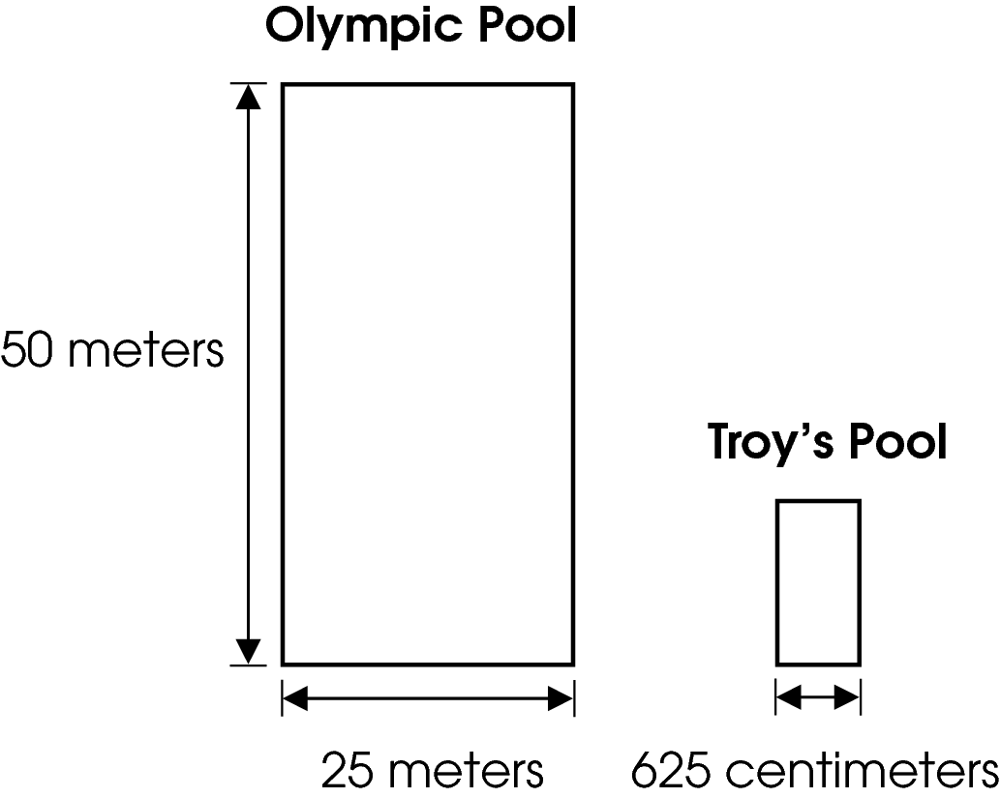 Olympic Pool
50 meters
25 meters
Troy's Pool
625 centimeters